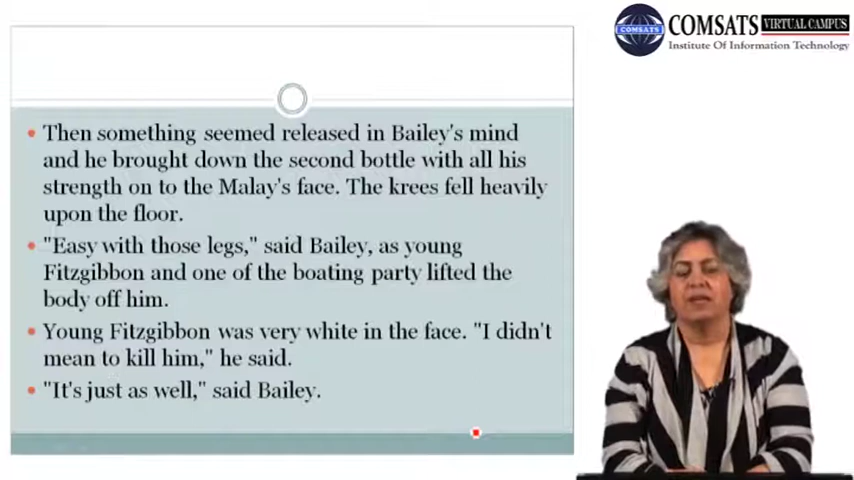 COMSATS
COMSATS VIRTUAL CAMPUS
Institute Of Information Technology
Then something seemed released in Bailey's mind
and he brought down the second bottle with all his
strength on to the Malay's face. The krees fell heavily
upon the floor.
"Easy with those legs," said Bailey, as young
Fitzgibbon and one of the boating party lifted the
body off him.
Young Fitzgibbon was very white in the face. "I didn't
mean to kill him," he said.
"It's just as well," said Bailey.